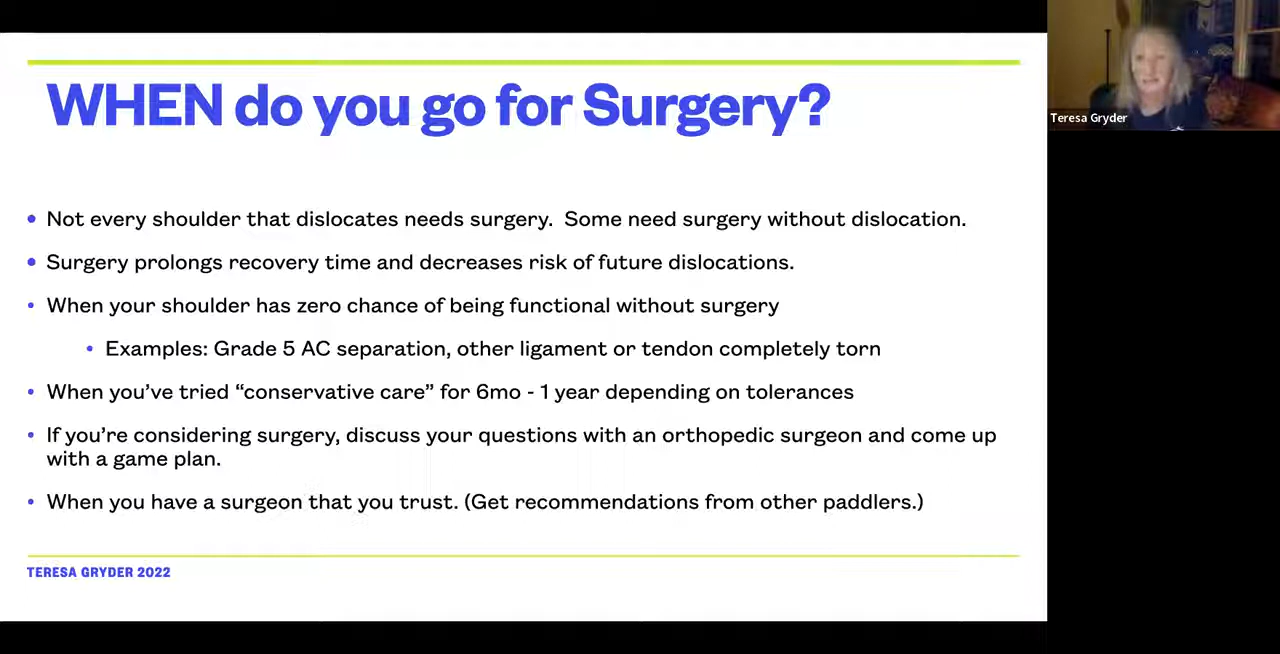 WHEN do you go for Surgery?
Teresa Gryder
• Not every shoulder that dislocates needs surgery.  Some need surgery without dislocation.
• Surgery prolongs recovery time and decreases risk of future dislocations.
• When your shoulder has zero chance of being functional without surgery
• Examples: Grade 5 AC separation, other ligament or tendon completely torn
• When you’ve tried “conservative care” for 6mo - 1 year depending on tolerances
• If you’re considering surgery, discuss your questions with an orthopedic surgeon and come up
with a game plan.
• When you have a surgeon that you trust. (Get recommendations from other paddlers.)
TERESA GRYDER 2022